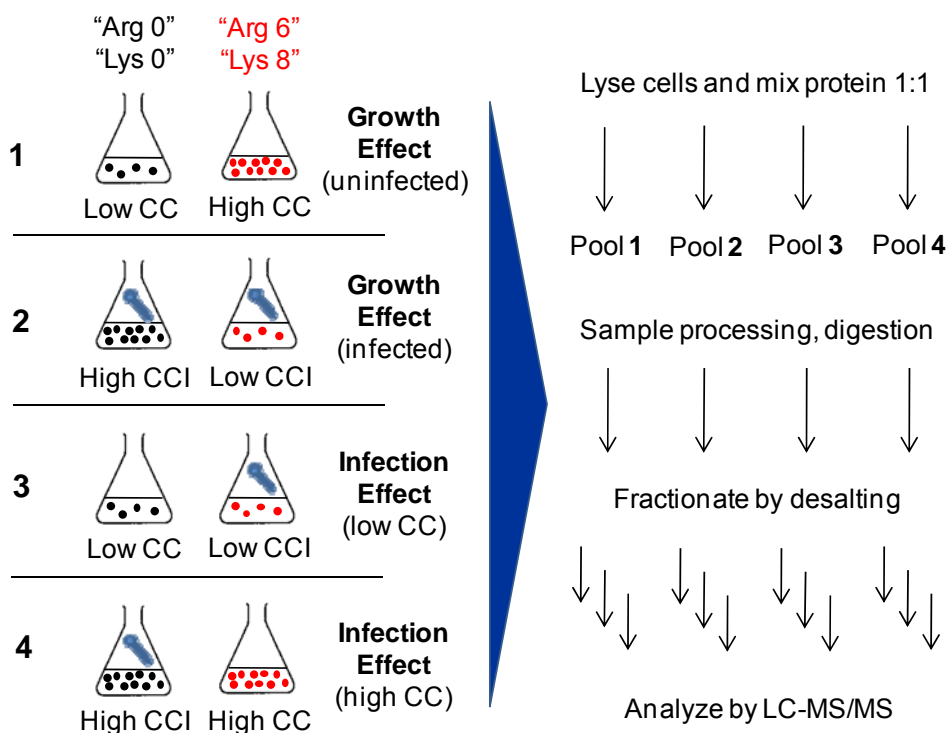 “Arg 0” “Arg 6”
“Lys 0” “Lys 8”
1
Low CC High CC
Growth
Effect
(uninfected)
2
High CCI Low CCI
Growth
Effect
(infected)
3
Low CC Low CCI
Infection
Effect
(low CC)
4
High CCI High CC
Infection
Effect
(high CC)
Lyse cells and mix protein 1:1
Pool 1 Pool 2 Pool 3 Pool 4
Sample processing, digestion
Fractionate by desalting
Analyze by LC-MS/MS